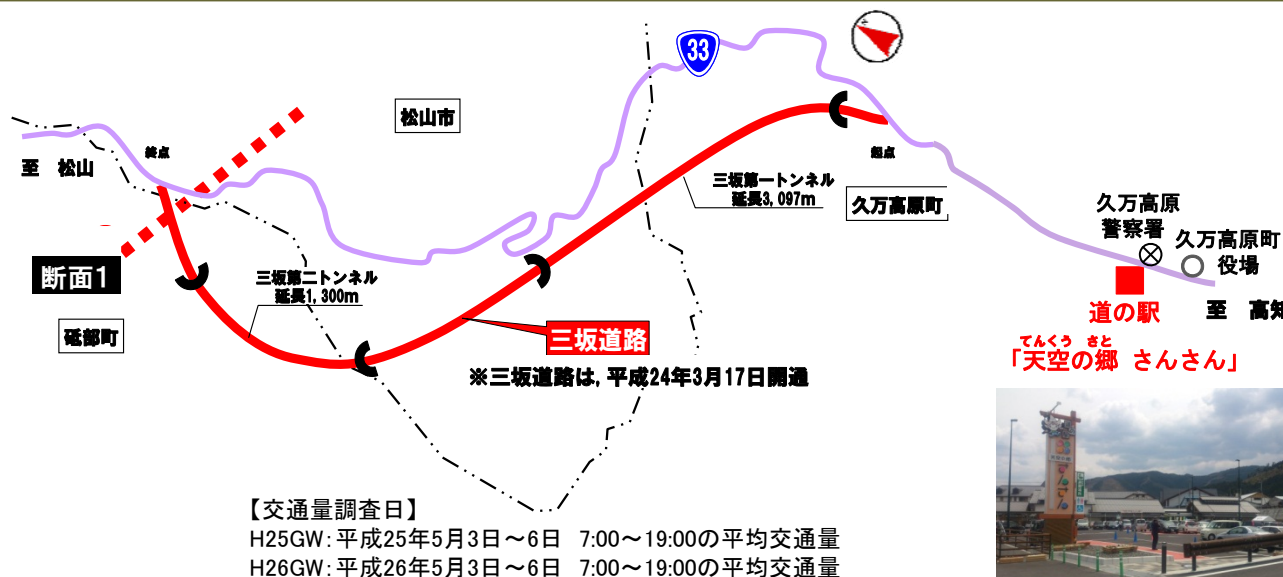 33
松山市
至 松山
終点
起点
三坂第一トンネル
延長3,097m
久万高原町
久万高原
警察署
久万高原町
役場
断面1
三坂第二トンネル
延長1,300m
砥部町
三坂道路
※三坂道路は,平成24年3月17日開通
道の駅
至 高知
てんくう さと
「天空の郷 さんさん」
さんさん
【交通量調査日】
H25GW:平成25年5月3日~6日 7:00~19:00の平均交通量
H26GW:平成26年5月3日~6日 7:00~19:00の平均交通量